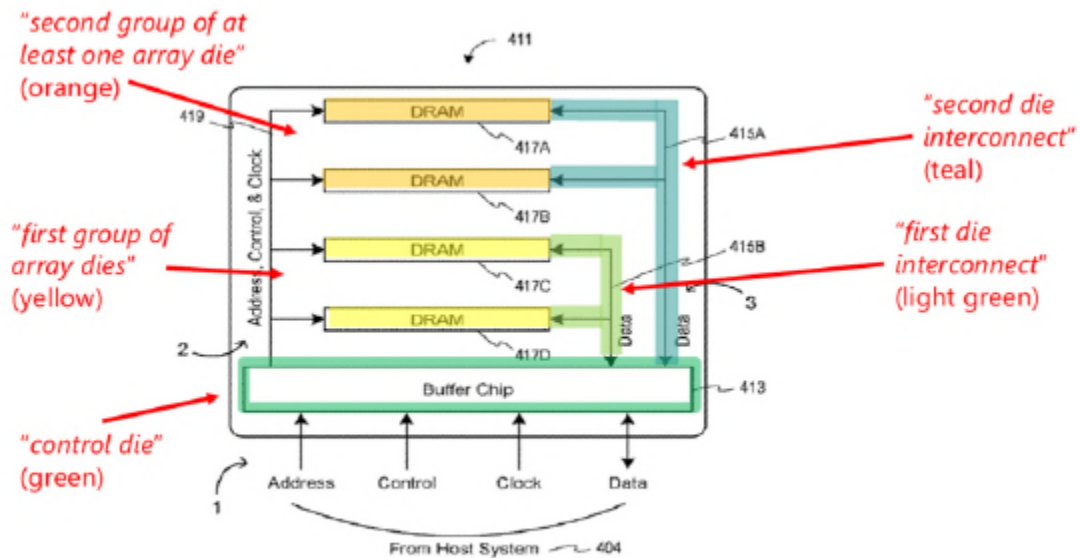 "second group of at
least one array die"
(orange)
411
419
DRAM
417A
415A
"second die
interconnect"
(teal)
DRAM
417B
Address, Control, & Clock
"first group of
array dies"
(yellow)
DRAM
417C
415B
"first die
interconnect"
(light green)
3
DRAM
417D
Data
Data
2
Buffer Chip
413
"control die"
(green)
1
Address
Control
Clock
Data
From Host System
404